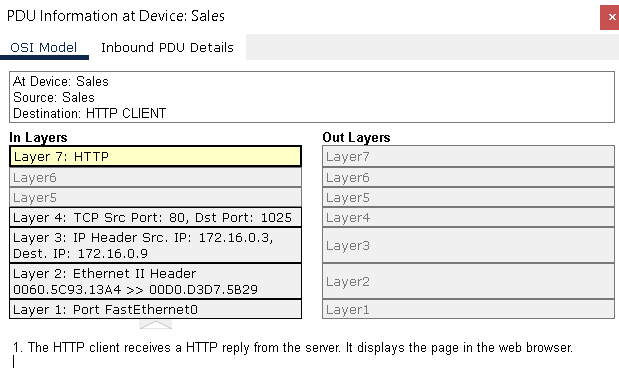 PDU Information at Device: Sales
OSI Model
Inbound PDU Details
At Device: Sales
Source: Sales
Destination: HTTP CLIENT
In Layers
Layer 7: HTTP
Layer6
Layer5
Layer 4: TCP Src Port: 80, Dst Port: 1025
Layer 3: IP Header Src. IP: 172.16.0.3,
Dest. IP: 172.16.0.9
Layer 2: Ethernet II Header
0060.5C93.13A4 >> 00D0.D3D7.5B29
Layer 1: Port FastEthernet0
Out Layers
Layer7
Layer6
Layer5
Layer4
Layer3
Layer2
Layer1
1. The HTTP client receives a HTTP reply from the server. It displays the page in the web browser.